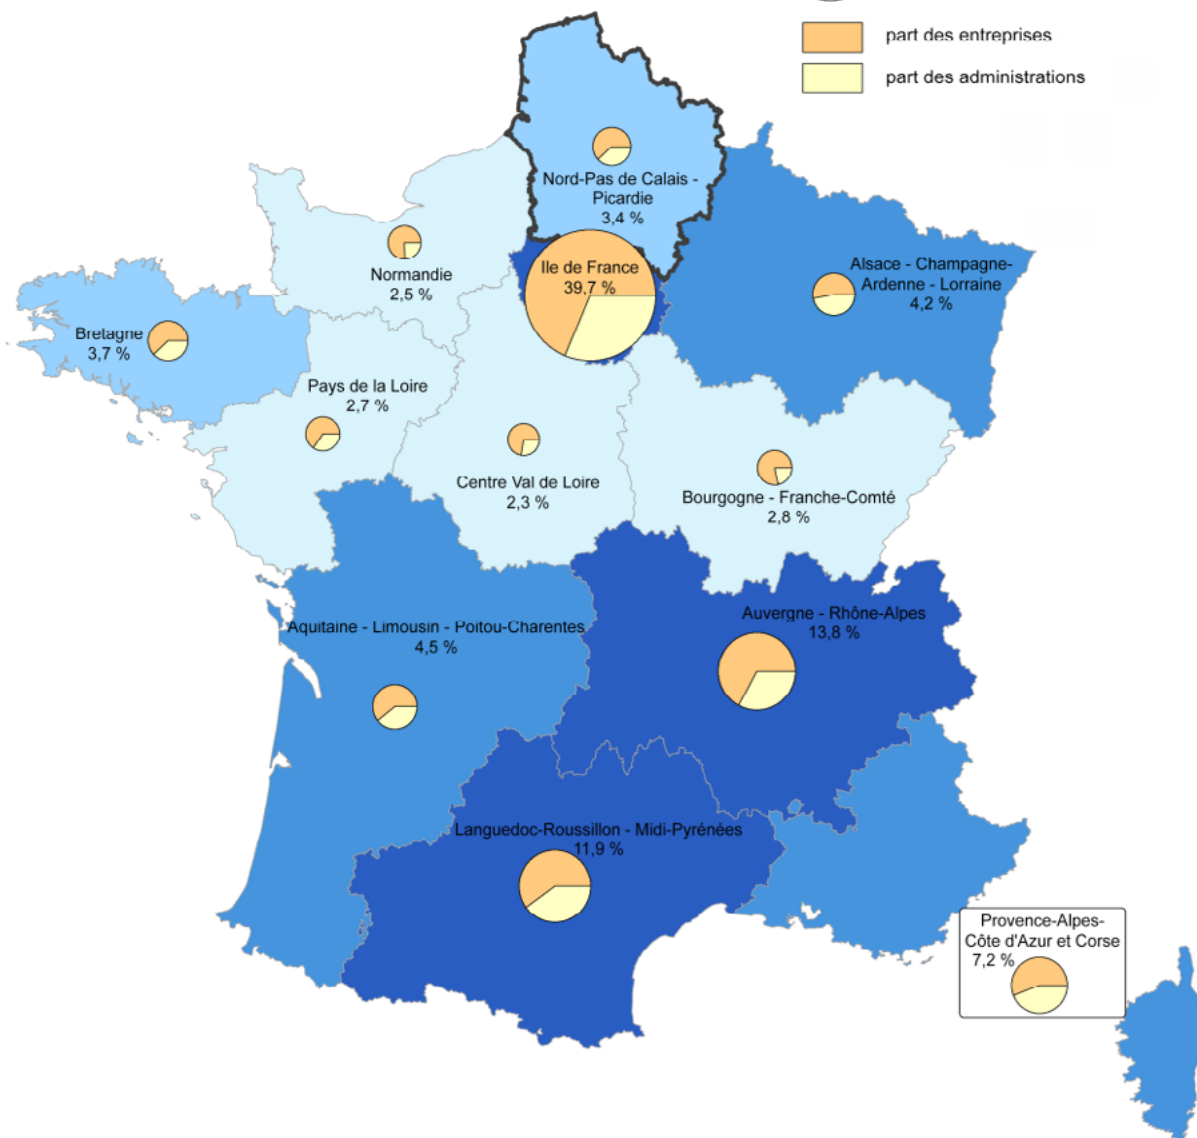 part des entreprises
part des administrations
Nord-Pas de Calais -
Picardie
3,4 %
Ile de France
39,7 %
Alsace - Champagne-
Ardenne - Lorraine
4,2 %
Normandie
2,5 %
Bretagne
3,7 %
Pays de la Loire
2,7 %
Centre Val de Loire
2,3 %
Bourgogne - Franche-Comté
2,8 %
Auvergne - Rhône-Alpes
13,8 %
Aquitaine - Limousin - Poitou-Charentes
4,5 %
Languedoc-Roussillon - Midi-Pyrénées
11,9 %
Provence-Alpes-
Côte d'Azur et Corse
7,2 %